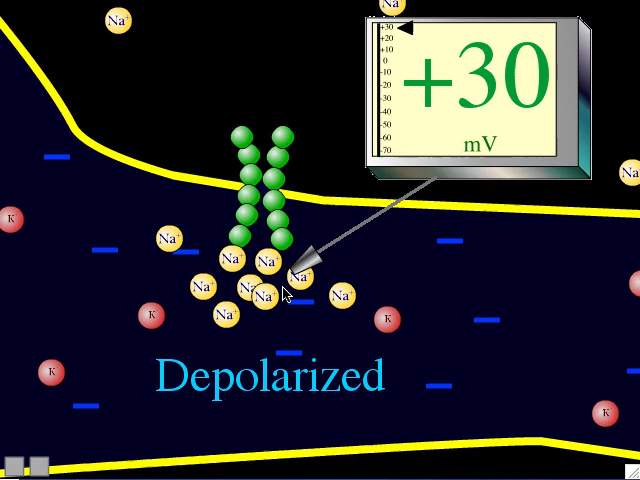 Na⁺
Na⁺
+30
+20
+10
0
-10
-20
-30
-40
-50
-60
-70
+30
mV
Na⁺
K⁺
Na⁺
Na⁺
Na⁺
Na⁺
Na⁺
Na
Na⁺
Na⁺
Na⁺
K⁺
K⁺
Depolarized
K⁺
K⁺